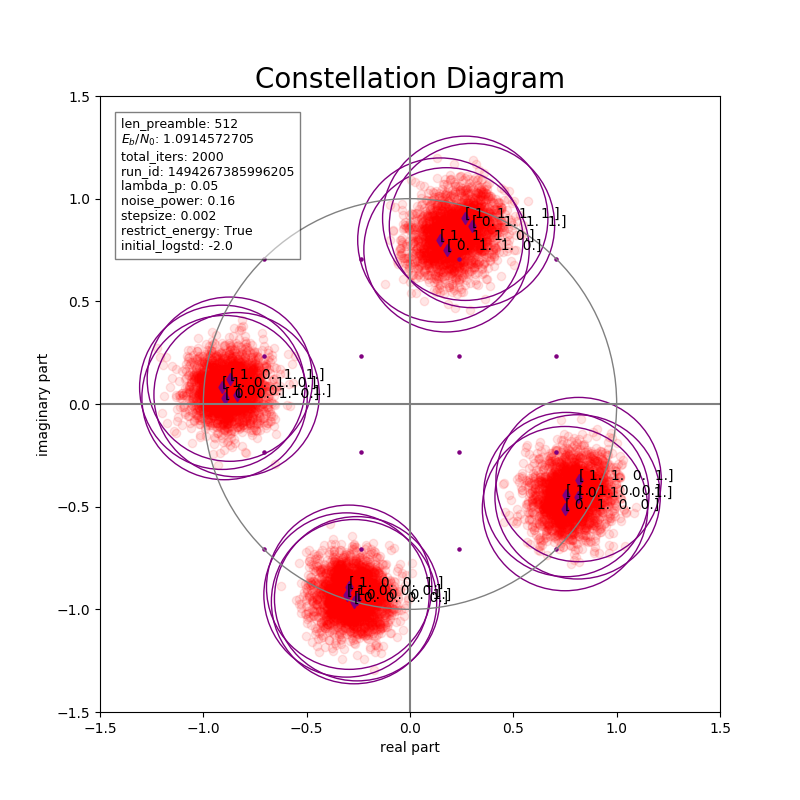 Constellation Diagram
len_preamble: 512
E_b/N_0: 1.0914572705
total_iters: 2000
run_id: 1494267385996205
lambda_p: 0.05
noise_power: 0.16
stepsize: 0.002
restrict_energy: True
initial_logstd: -2.0
1.5
1.0
0.5
0.0
−0.5
−1.0
−1.5
imaginary part
[ 1. 1. 1. 1.]
[ 0. 1. 1. 1.]
[ 1. 1. 1. 0.]
[ 0. 1. 1. 0.]
[ 1. 0. 1. 1.]
[ 1. 1. 0. 1.]
[ 0. 1. 0. 0.]
[ 1. 0. 0. 1.]
−1.5
−1.0
−0.5
0.0
0.5
1.0
1.5
real part